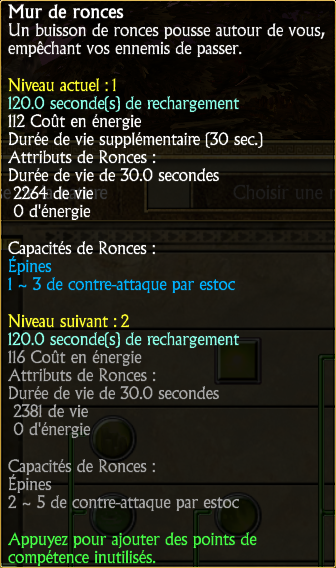 Mur de ronces
Un buisson de ronces pousse autour de vous,
empêchant vos ennemis de passer.
Niveau actuel : 1
120.0 seconde(s) de rechargement
112 Coût en énergie
Durée de vie supplémentaire (30 sec.)
Attributs de Ronces :
Durée de vie de 30.0 secondes
2264 de vie
0 d'énergie
Choisir une
Capacités de Ronces :
Épines
1 ~ 3 de contre-attaque par estoc
Niveau suivant : 2
120.0 seconde(s) de rechargement
116 Coût en énergie
Attributs de Ronces :
Durée de vie de 30.0 secondes
2381 de vie
0 d'énergie
Capacités de Ronces :
Épines
2 ~ 5 de contre-attaque par estoc
Appuyez pour ajouter des points de
compétence inutilisés.